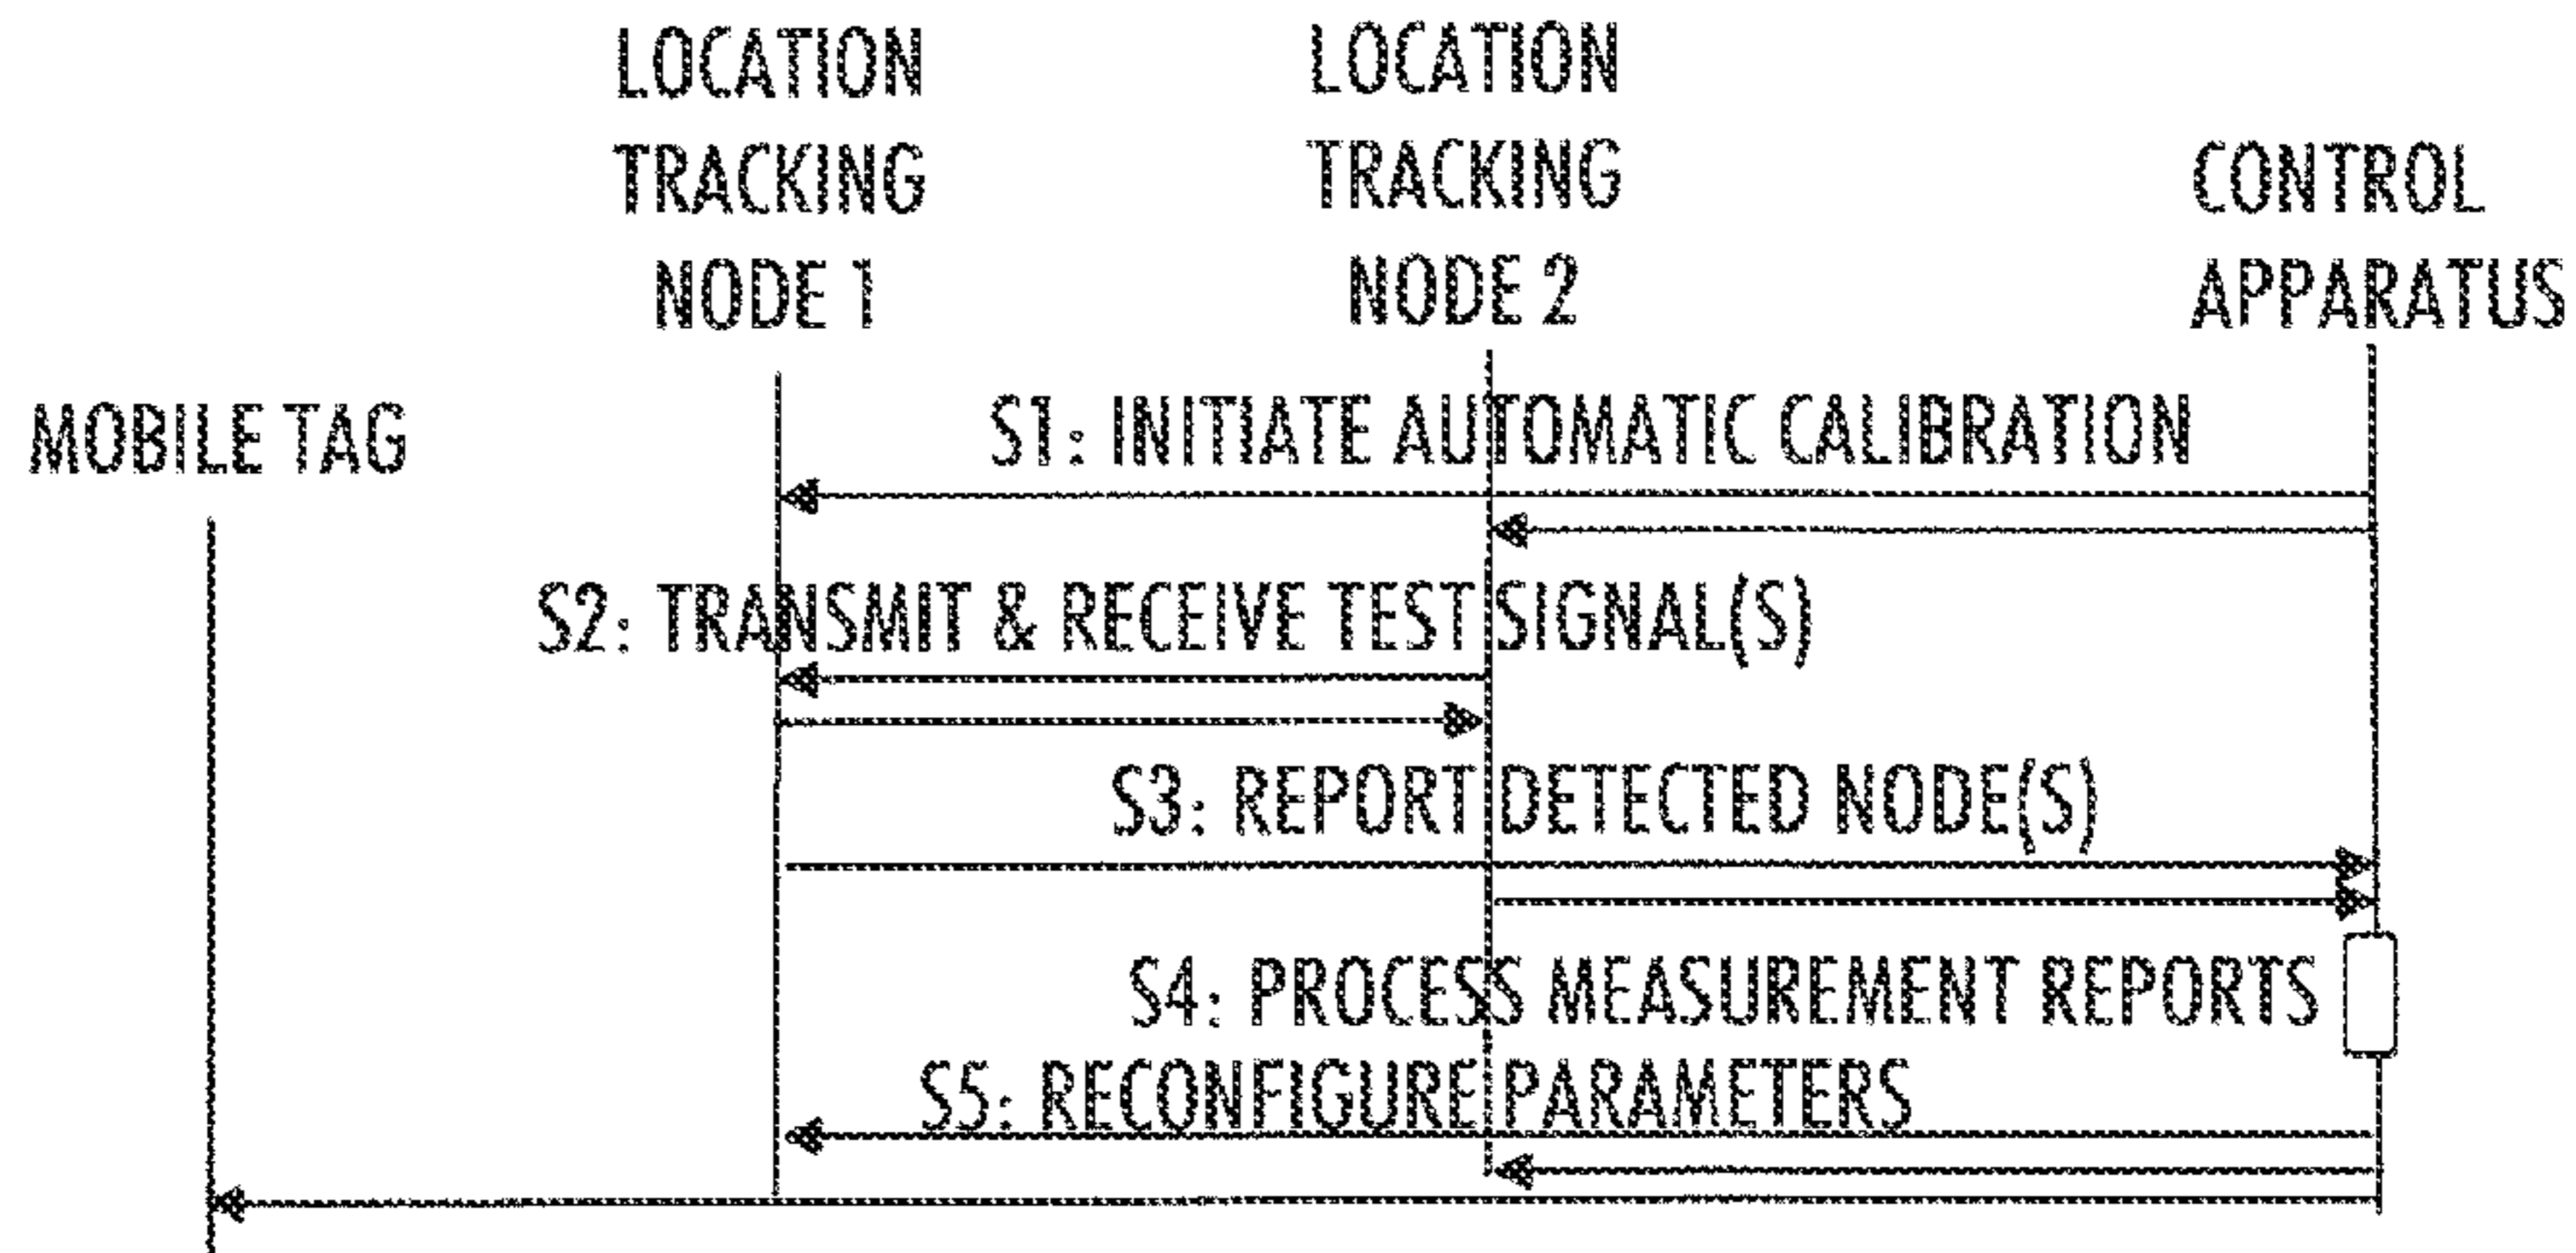 LOCATION
TRACKING
NODE 1
LOCATION
TRACKING
NODE 2
CONTROL
APPARATUS
MOBILE TAG
S1: INITIATE AUTOMATIC CALIBRATION
S2: TRANSMIT & RECEIVE TEST SIGNAL(S)
S3: REPORT DETECTED NODE(S)
S4: PROCESS MEASUREMENT REPORTS
S5: RECONFIGURE PARAMETERS